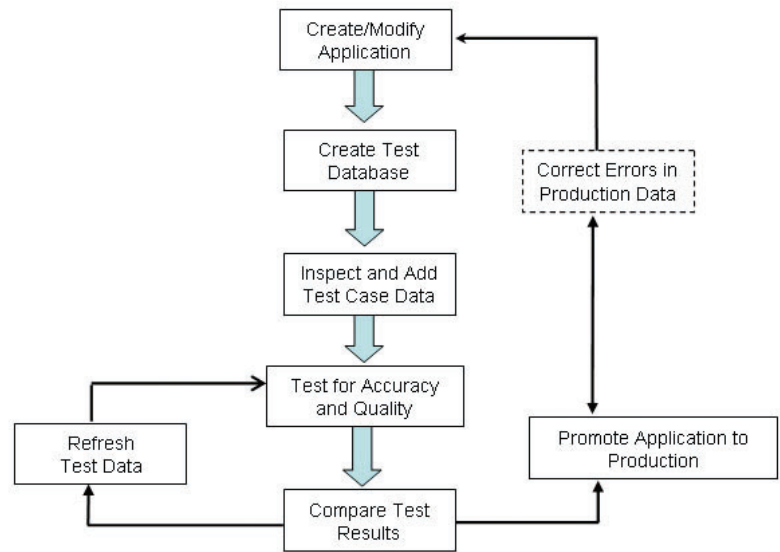 Create/Modify
Application
Create Test
Database
Correct Errors in
Production Data
Inspect and Add
Test Case Data
Test for Accuracy
and Quality
Refresh
Test Data
Promote Application to
Production
Compare Test
Results